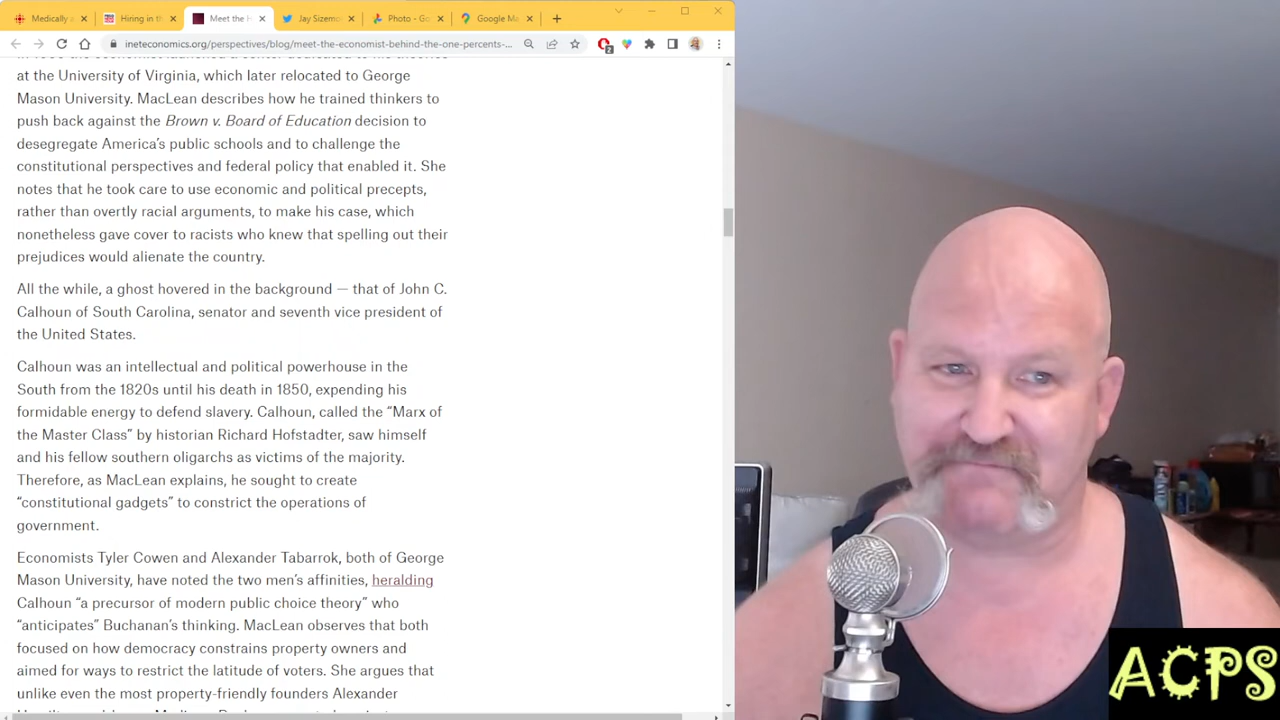 Medically a
Hiring in th
Meet the H
Jay Sizemo
Photo - Go
Google Ma
2
ineteconomics.org/perspectives/blog/meet-the-economist-behind-the-one-percents-...
at the University of Virginia, which later relocated to George
Mason University. MacLean describes how he trained thinkers to
push back against the Brown v. Board of Education decision to
desegregate America's public schools and to challenge the
constitutional perspectives and federal policy that enabled it. She
notes that he took care to use economic and political precepts,
rather than overtly racial arguments, to make his case, which
nonetheless gave cover to racists who knew that spelling out their
prejudices would alienate the country.
All the while, a ghost hovered in the background — that of John C.
Calhoun of South Carolina, senator and seventh vice president of
the United States.
Calhoun was an intellectual and political powerhouse in the
South from the 1820s until his death in 1850, expending his
formidable energy to defend slavery. Calhoun, called the “Marx of
the Master Class” by historian Richard Hofstadter, saw himself
and his fellow southern oligarchs as victims of the majority.
Therefore, as MacLean explains, he sought to create
“constitutional gadgets” to constrict the operations of
government.
Economists Tyler Cowen and Alexander Tabarrok, both of George
Mason University, have noted the two men's affinities, heralding
Calhoun “a precursor of modern public choice theory” who
“anticipates” Buchanan's thinking. MacLean observes that both
focused on how democracy constrains property owners and
aimed for ways to restrict the latitude of voters. She argues that
unlike even the most property-friendly founders Alexander
ACPS